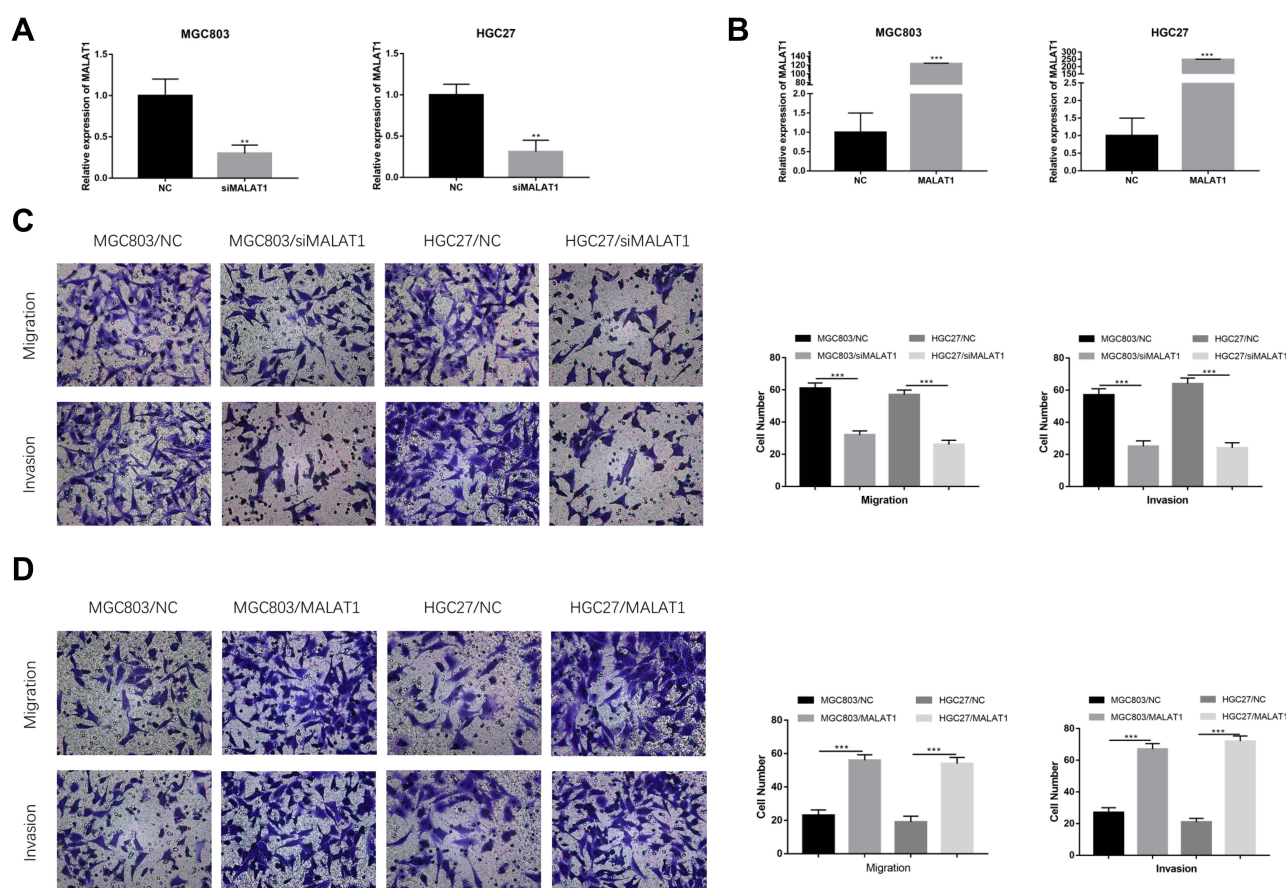 A
MGC803
Relative expression of MALAT1
1.5
1.0
0.5
0.0
**
NC
siMALAT1
HGC27
Relative expression of MALAT1
1.5
1.0
0.5
0.0
**
NC
siMALAT1
B
MGC803
Relative expression of MALAT1
140
120
100
80
60
2.0
1.5
1.0
0.5
0.0
***
NC
MALAT1
HGC27
Relative expression of MALAT1
300
250
200
150
2.5
2.0
1.5
1.0
0.5
0.0
***
NC
MALAT1
C
MGC803/NC
MGC803/siMALAT1
HGC27/NC
HGC27/siMALAT1
Migration
Invasion
MGC803/NC
HGC27/NC
MGC803/siMALAT1
HGC27/siMALAT1
Cell Number
80
60
40
20
0
***
***
Migration
MGC803/NC
HGC27/NC
MGC803/siMALAT1
HGC27/siMALAT1
Cell Number
80
60
40
20
0
***
***
Invasion
D
MGC803/NC
MGC803/MALAT1
HGC27/NC
HGC27/MALAT1
Migration
Invasion
MGC803/NC
HGC27/NC
MGC803/MALAT1
HGC27/MALAT1
Cell Number
80
60
40
20
0
***
***
Migration
MGC803/NC
HGC27/NC
MGC803/MALAT1
HGC27/MALAT1
Cell Number
80
60
40
20
0
***
***
Invasion